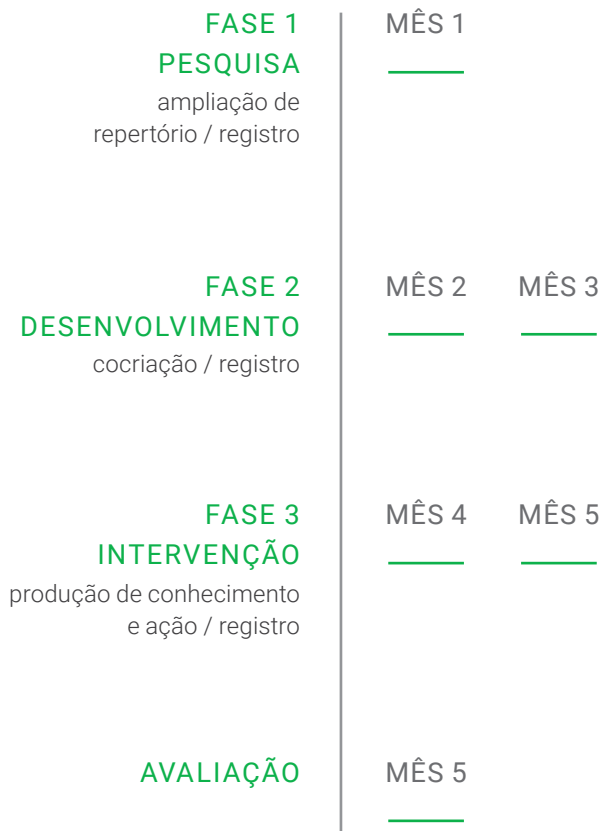 FASE 1
PESQUISA
ampliação de
repertório / registro
MÊS 1
FASE 2
DESENVOLVIMENTO
cocriação / registro
MÊS 2 MÊS 3
FASE 3
INTERVENÇÃO
produção de conhecimento
e ação / registro
MÊS 4 MÊS 5
AVALIAÇÃO
MÊS 5